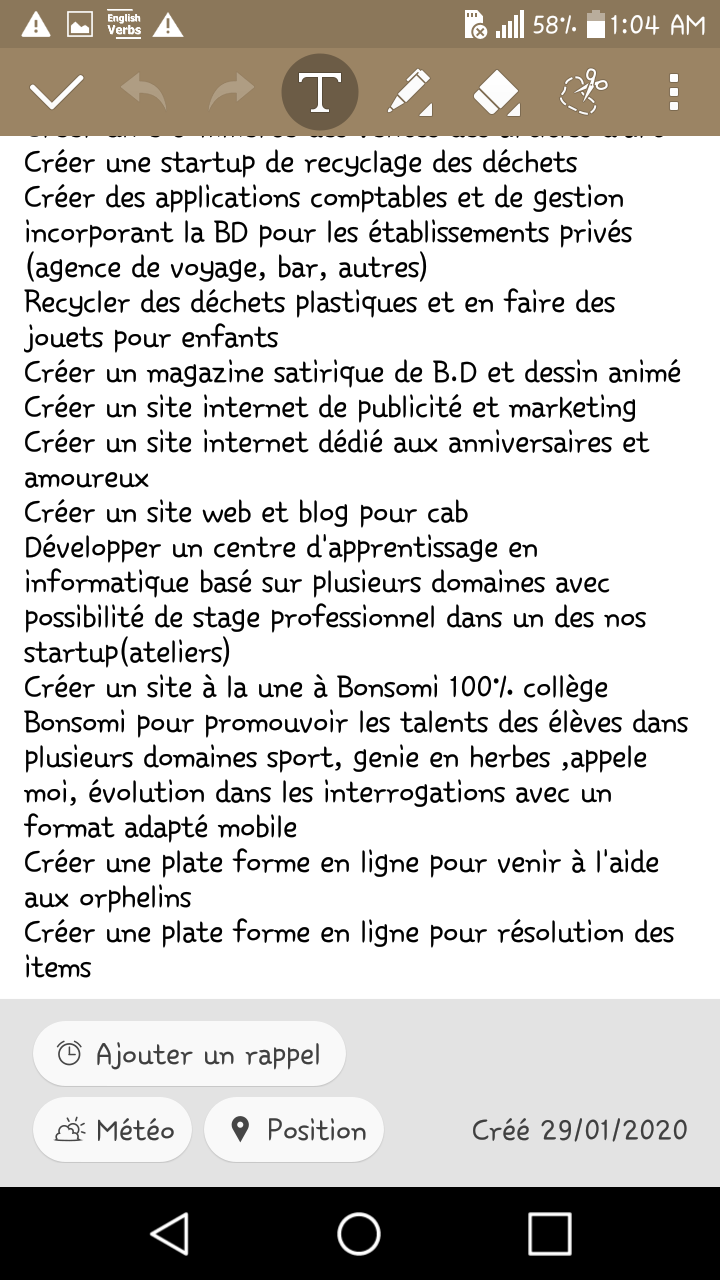 English
Verbs
58% 1:04 AM
T
Créer une startup de recyclage des déchets
Créer des applications comptables et de gestion
incorporant la BD pour les établissements privés
(agence de voyage, bar, autres)
Recycler des déchets plastiques et en faire des
jouets pour enfants
Créer un magazine satirique de B.D et dessin animé
Créer un site internet de publicité et marketing
Créer un site internet dédié aux anniversaires et
amoureux
Créer un site web et blog pour cab
Développer un centre d'apprentissage en
informatique basé sur plusieurs domaines avec
possibilité de stage professionnel dans un des nos
startup(ateliers)
Créer un site à la une à Bonsomi 100% collège
Bonsomi pour promouvoir les talents des élèves dans
plusieurs domaines sport, genie en herbes ,appele
moi, évolution dans les interrogations avec un
format adapté mobile
Créer une plate forme en ligne pour venir à l'aide
aux orphelins
Créer une plate forme en ligne pour résolution des
items
Ajouter un rappel
Météo
Position
Créé 29/01/2020